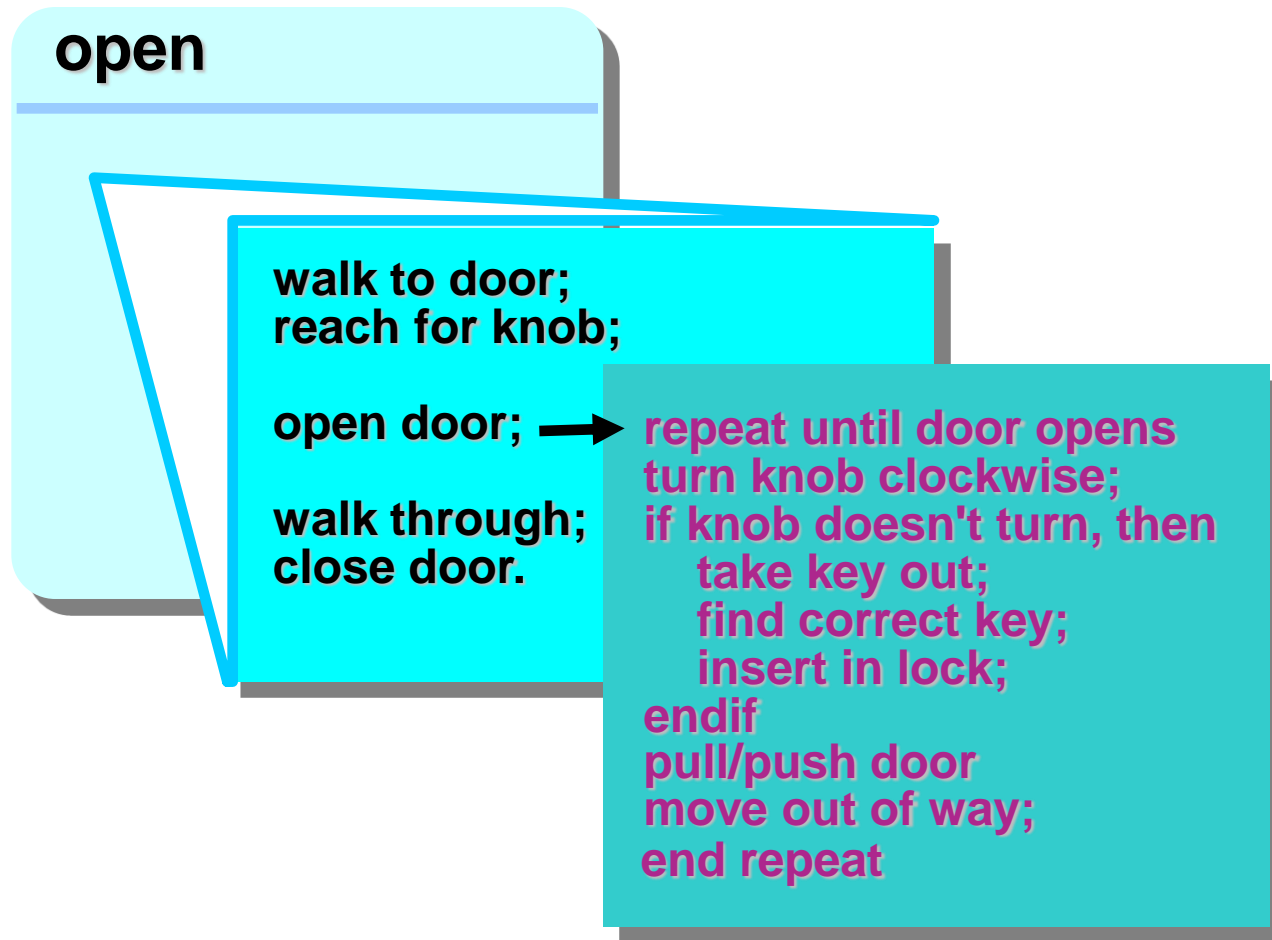 open
walk to door;
reach for knob;
open door;
walk through;
close door.
repeat until door opens
turn knob clockwise;
if knob doesn't turn, then
take key out;
find correct key;
insert in lock;
endif
pull/push door
move out of way;
end repeat